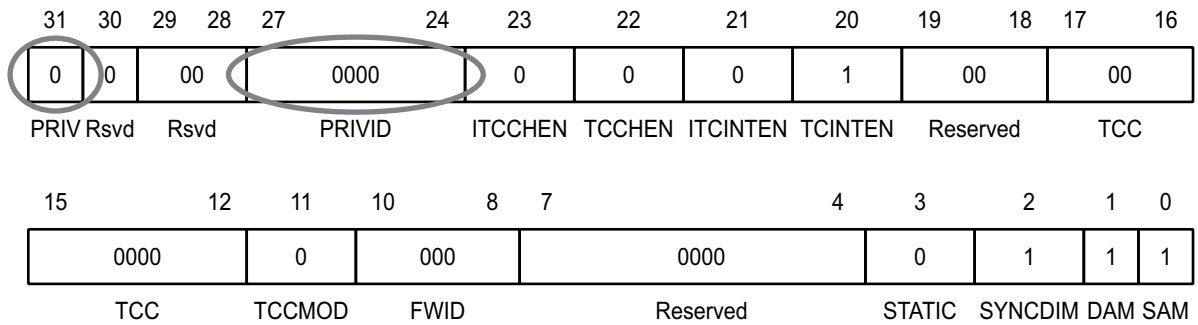 31 30 29 28 27 24 23 22 21 20 19 18 17 16
0 0 00 0000 0 0 0 1 00 00
PRIV Rsvd Rsvd PRIVID ITCCHEN TCCHEN ITCINTEN TCINTEN Reserved TCC
15 12 11 10 8 7 4 3 2 1 0
0000 0 000 0000 0 1 1 1
TCC TCCMOD FWID Reserved STATIC SYNCDIM DAM SAM